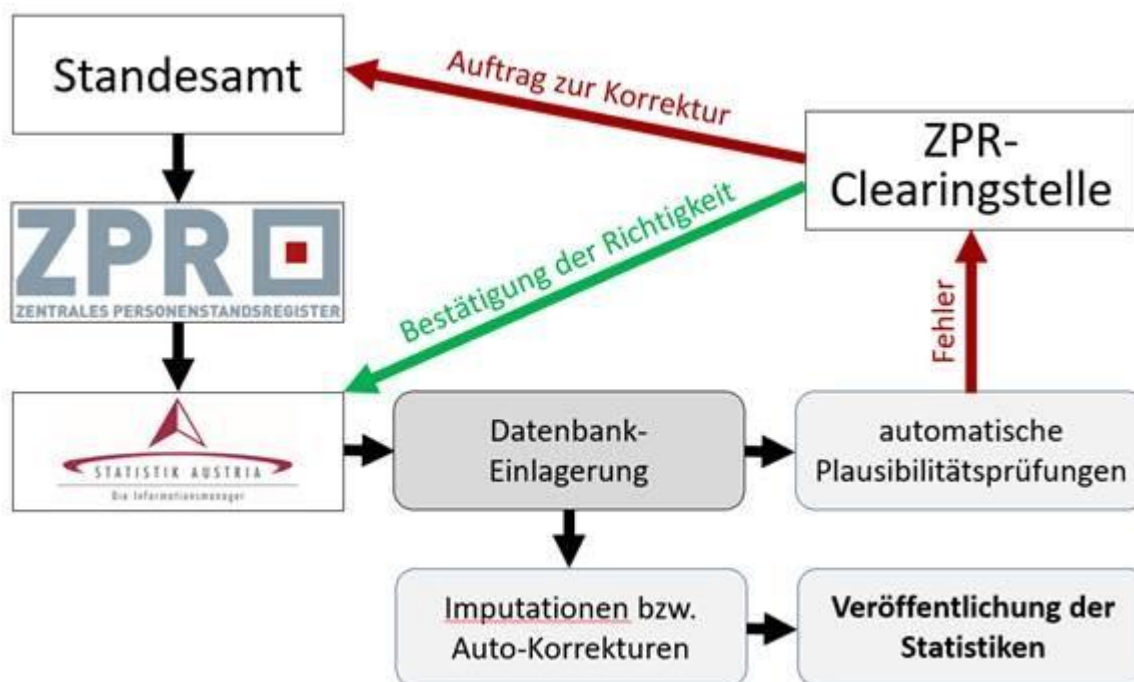 Standesamt
Auftrag zur Korrektur
ZPR-
Clearingstelle
ZPR
ZENTRALES PERSONENSTANDSREGISTER
Bestätigung der Richtigkeit
Fehler
STATISTIK AUSTRIA
Die Informationsmanager
Datenbank-
Einlagerung
automatische
Plausibilitätsprüfungen
Imputationen bzw.
Auto-Korrekturen
Veröffentlichung der
Statistiken